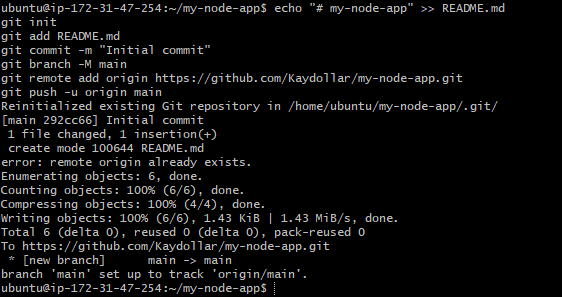 ubuntu@ip-172-31-47-254:~/my-node-app$ echo "# my-node-app" >> README.md
git init
git add README.md
git commit -m "Initial commit"
git branch -M main
git remote add origin https://github.com/Kaydollar/my-node-app.git
git push -u origin main
Reinitialized existing Git repository in /home/ubuntu/my-node-app/.git/
[main 292cc66] Initial commit
 1 file changed, 1 insertion(+)
 create mode 100644 README.md
error: remote origin already exists.
Enumerating objects: 6, done.
Counting objects: 100% (6/6), done.
Compressing objects: 100% (4/4), done.
Writing objects: 100% (6/6), 1.43 KiB | 1.43 MiB/s, done.
Total 6 (delta 0), reused 0 (delta 0), pack-reused 0
To https://github.com/Kaydollar/my-node-app.git
 * [new branch]      main -> main
branch 'main' set up to track 'origin/main'.
ubuntu@ip-172-31-47-254:~/my-node-app$